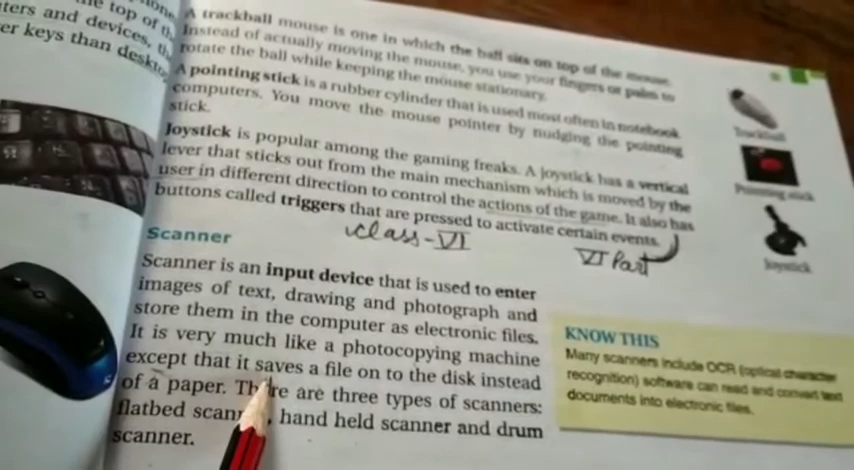 the top of th
ters and devices, th
er keys than deskto
A trackball mouse is one in which the ball sits on top of the mouse.
Instead of actually moving the mouse, you use your fingers or palm to
rotate the ball while keeping the mouse stationary.
A pointing stick is a rubber cylinder that is used most often in notebook
computers. You move the mouse pointer by nudging the pointing
stick.
Joystick is popular among the gaming freaks. A joystick has a vertical
lever that sticks out from the main mechanism which is moved by the
user in different direction to control the actions of the game. It also has
buttons called triggers that are pressed to activate certain events.
Trackball
Pointing stick
Joystick
Class-VI
VI Part
Scanner
Scanner is an input device that is used to enter
images of text, drawing and photograph and
store them in the computer as electronic files.
It is very much like a photocopying machine
except that it saves a file on to the disk instead
of a paper. There are three types of scanners:
flatbed scann , hand held scanner and drum
scanner.
KNOW THIS
Many scanners include OCR (optical character
recognition) software can read and convert text
documents into electronic files.